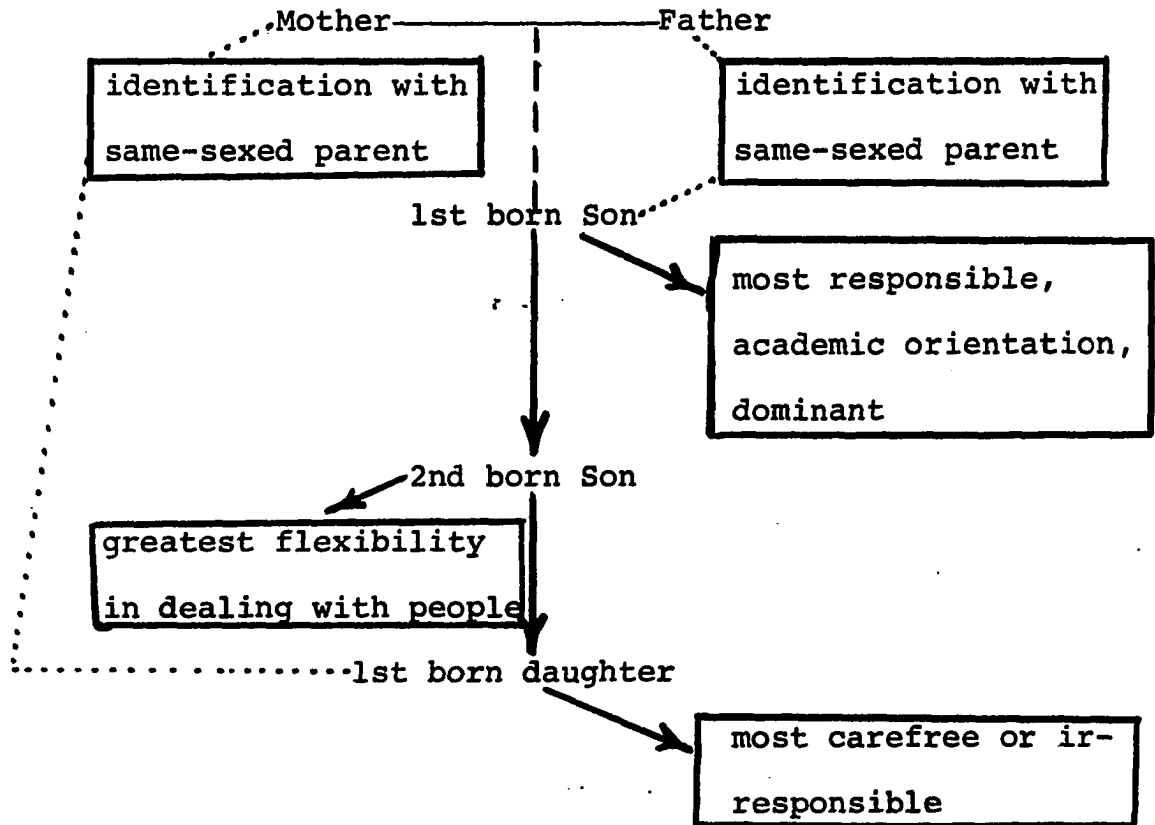 Mother Father
identification with
same-sexed parent
identification with
same-sexed parent
1st born Son
most responsible,
academic orientation,
dominant
2nd born Son
greatest flexibility
in dealing with people
1st born daughter
most carefree or ir-
responsible